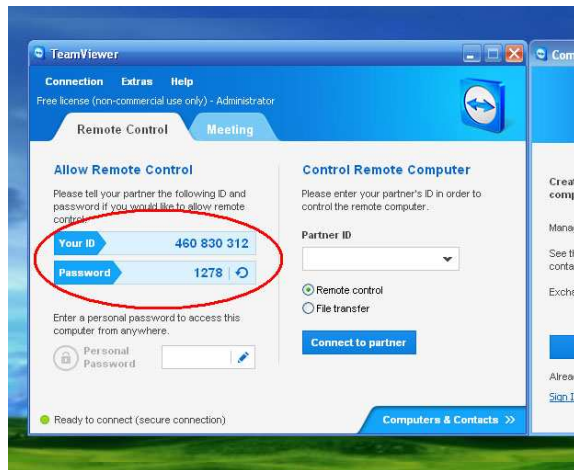 TeamViewer
Connection Extras Help
Free license (non-commercial use only) - Administrator
Remote Control Meeting
Allow Remote Control
Please tell your partner the following ID and
password if you would like to allow remote
control.
Your ID 460 830 312
Password 1278
Enter a personal password to access this
computer from anywhere.
Personal
Password
Ready to connect (secure connection)
Control Remote Computer
Please enter your partner's ID in order to
control the remote computer.
Partner ID
Remote control
File transfer
Connect to partner
Computers & Contacts >>
Com
Creat
comp
Mana
See th
conta
Excha
Alrea
Sign I